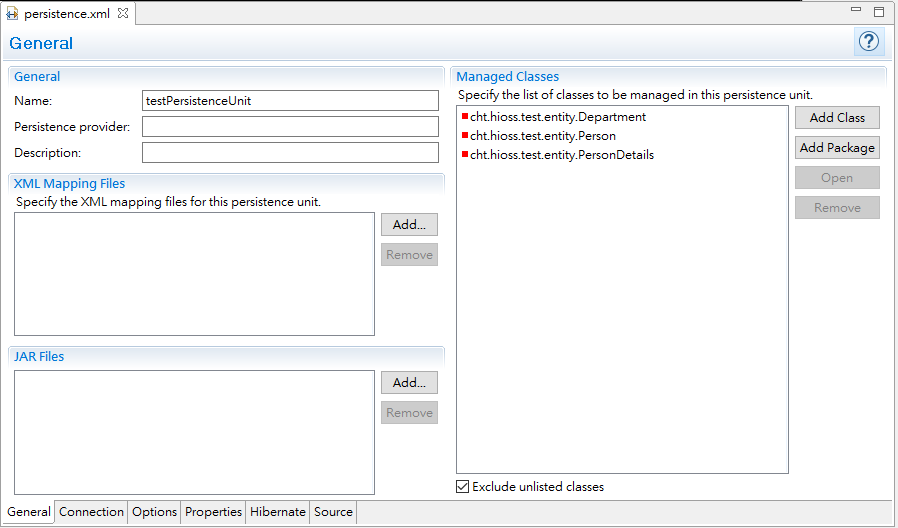 persistence.xml
General
General
Name:
testPersistenceUnit
Persistence provider:
Description:
XML Mapping Files
Specify the XML mapping files for this persistence unit.
Add...
Remove
JAR Files
Add...
Remove
Managed Classes
Specify the list of classes to be managed in this persistence unit.
cht.hioss.test.entity.Department
cht.hioss.test.entity.Person
cht.hioss.test.entity.PersonDetails
Add Class
Add Package
Open
Remove
Exclude unlisted classes
General Connection Options Properties Hibernate Source